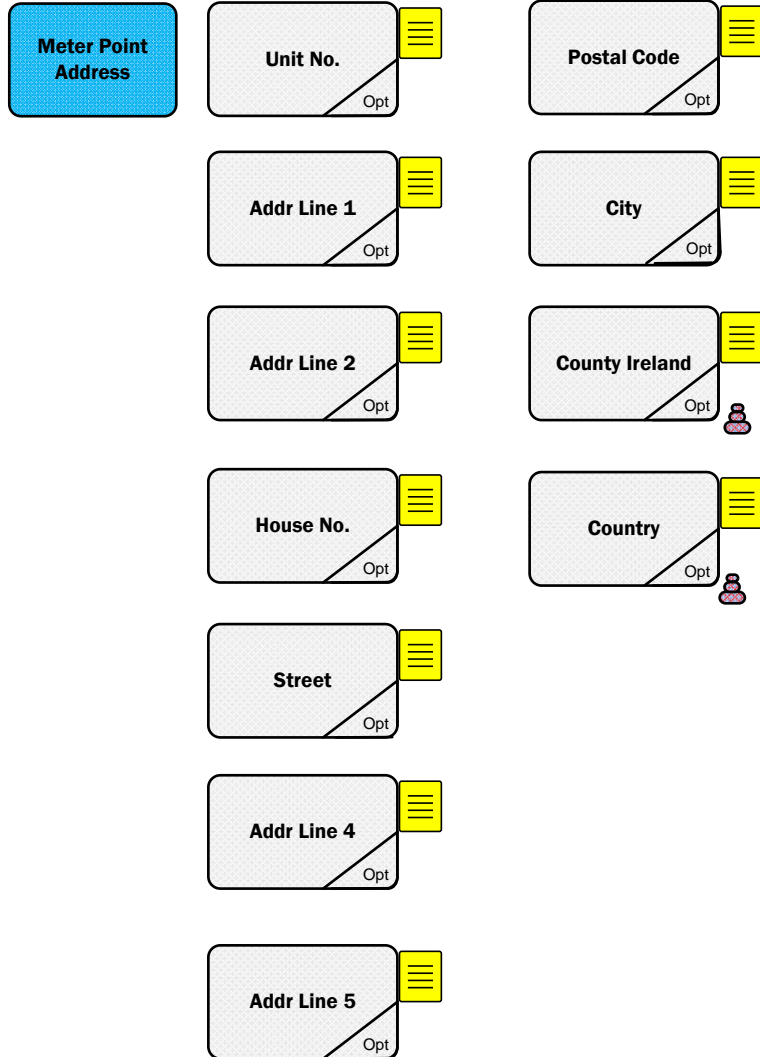 Meter Point
Address
Unit No.
Opt
Addr Line 1
Opt
Addr Line 2
Opt
House No.
Opt
Street
Opt
Addr Line 4
Opt
Addr Line 5
Opt
Postal Code
Opt
City
Opt
County Ireland
Opt
Country
Opt